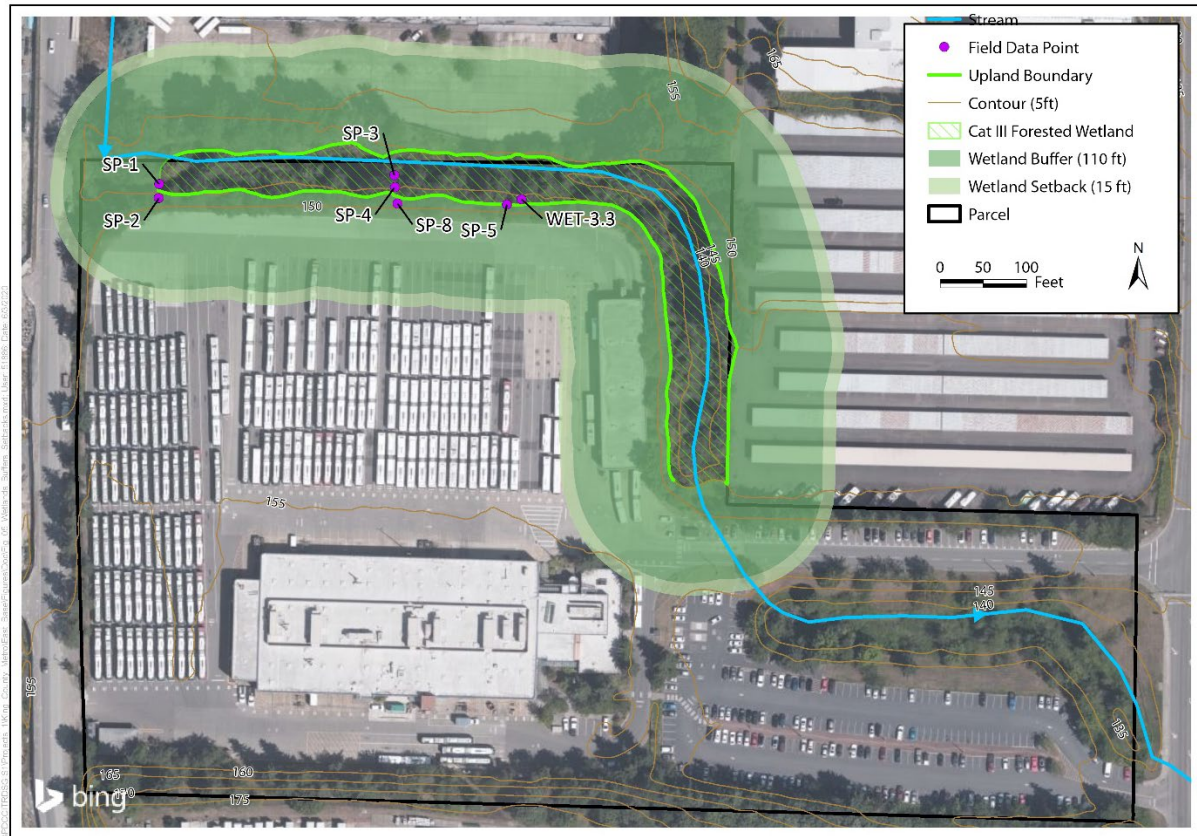 Stream
Field Data Point
Upland Boundary
Contour (5ft)
Cat III Forested Wetland
Wetland Buffer (110 ft)
Wetland Setback (15 ft)
Parcel
0 50 100
Feet
N
165
155
SP-3
SP-1
SP-4
SP-2
150
SP-8
SP-5
WET-3.3
145
140
150
155
145
140
155
135
165
160
175
bing